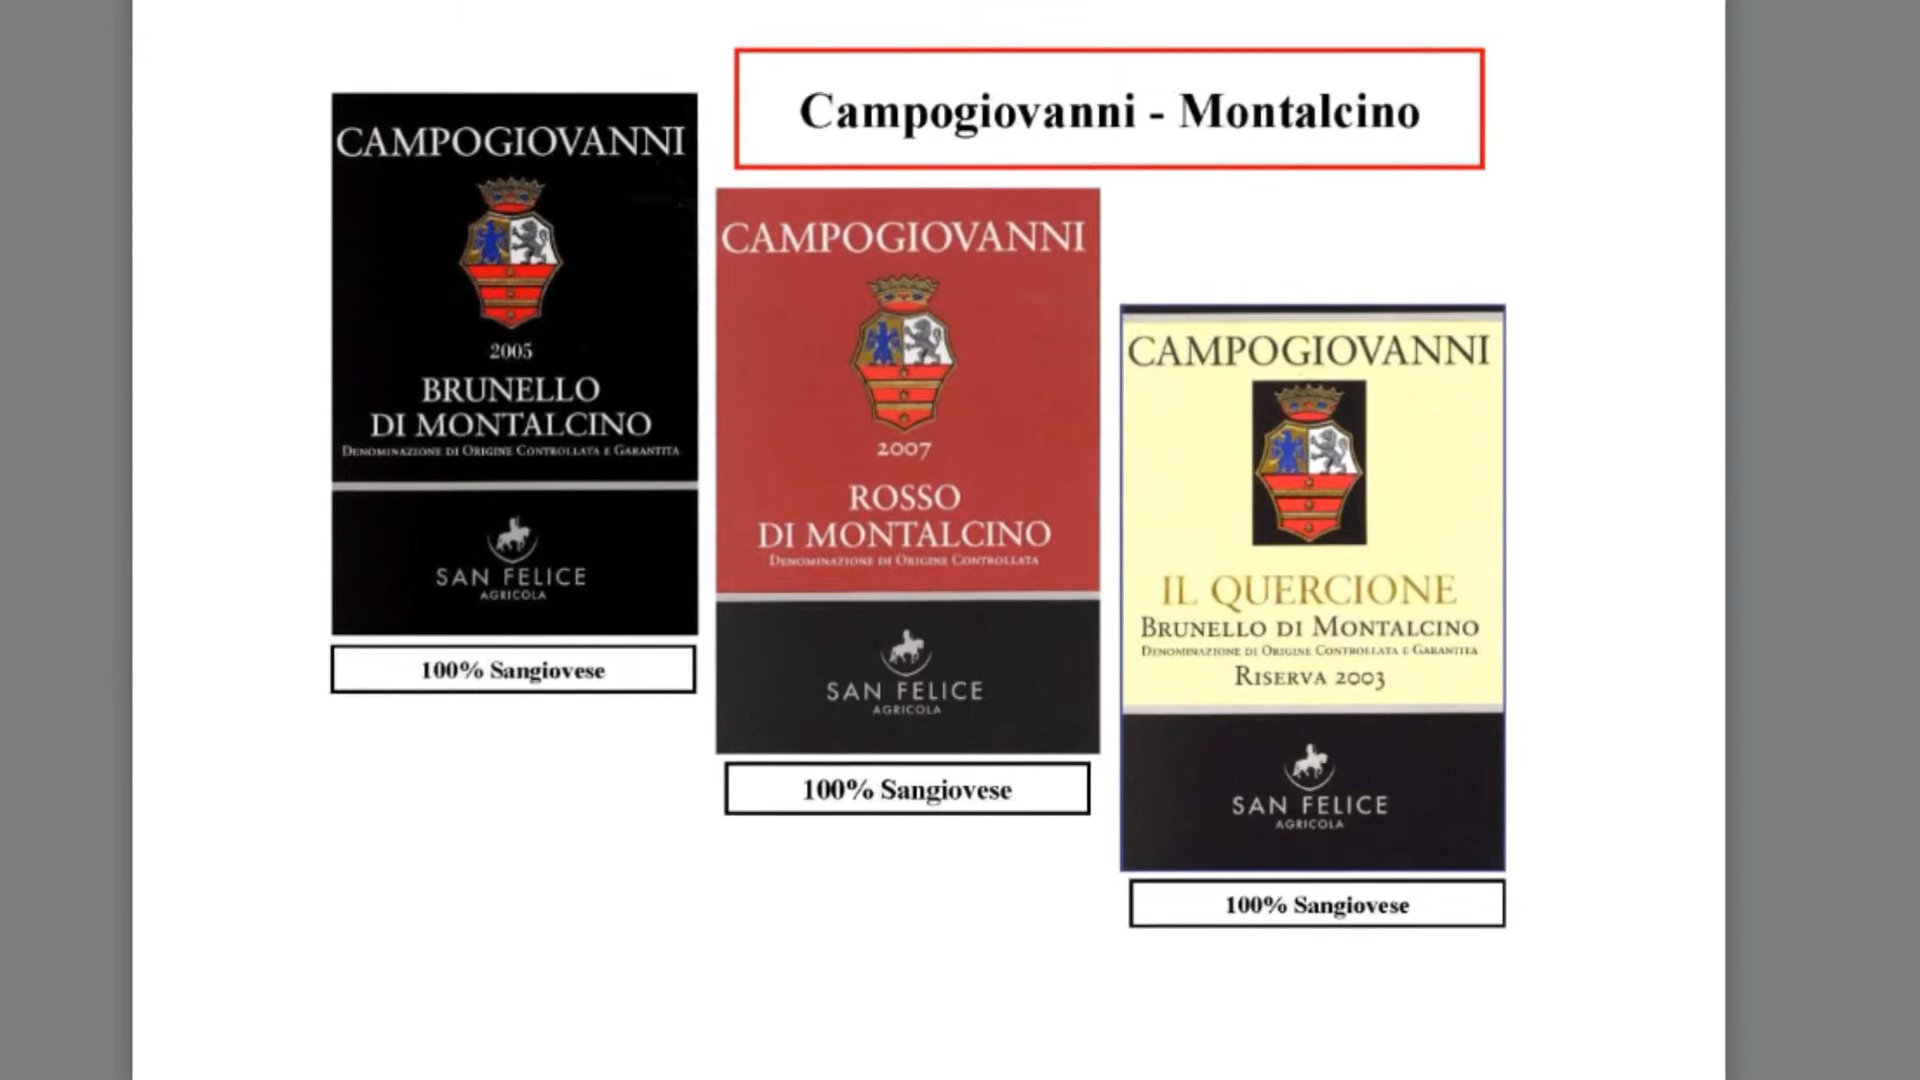 Campogiovanni - Montalcino
CAMPOGIOVANNI
2005
BRUNELLO
DI MONTALCINO
DENOMINAZIONE DI ORIGINE CONTROLLATA E GARANTITA
SAN FELICE
AGRICOLA
100% Sangiovese
CAMPOGIOVANNI
2007
ROSSO
DI MONTALCINO
DENOMINAZIONE DI ORIGINE CONTROLLATA
SAN FELICE
AGRICOLA
100% Sangiovese
CAMPOGIOVANNI
IL QUERCIONE
BRUNELLO DI MONTALCINO
DENOMINAZIONE DI ORIGINE CONTROLLATA E GARANTITA
RISERVA 2003
SAN FELICE
AGRICOLA
100% Sangiovese